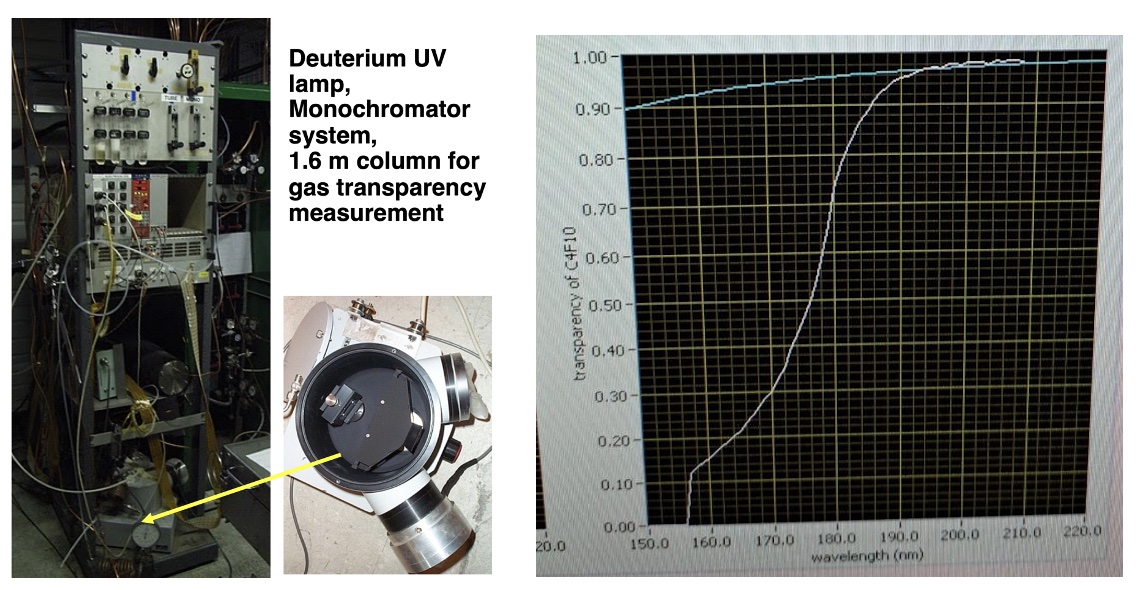 Deuterium UV
lamp,
Monochromator
system,
1.6 m column for
gas transparency
measurement
TUBE MONO
transparency of C4F10
1.00
0.90
0.80
0.70
0.60
0.50
0.40
0.30
0.20
0.10
0.00
20.0
150.0 160.0 170.0 180.0 190.0 200.0 210.0 220.0
wavelength (nm)